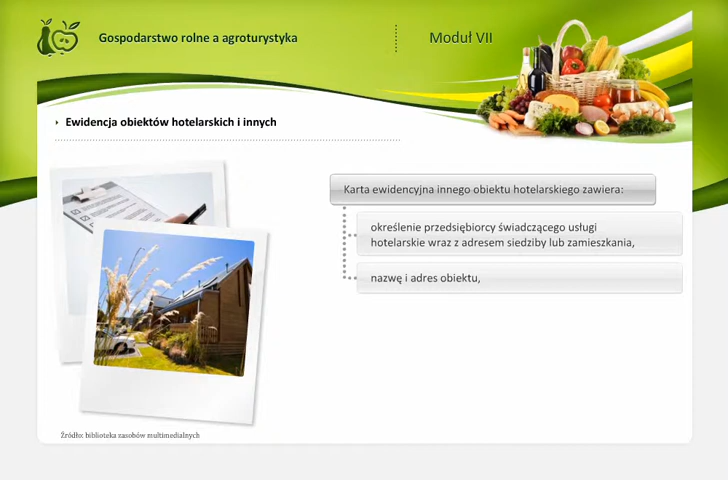 Gospodarstwo rolne a agroturystyka
Moduł VII
Ewidencja obiektów hotelarskich i innych
Karta ewidencyjna innego obiektu hotelarskiego zawiera:
określenie przedsiębiorcy świadczącego usługi
hotelarskie wraz z adresem siedziby lub zamieszkania,
nazwę i adres obiektu,
Źródło: biblioteka zasobów multimedialnych